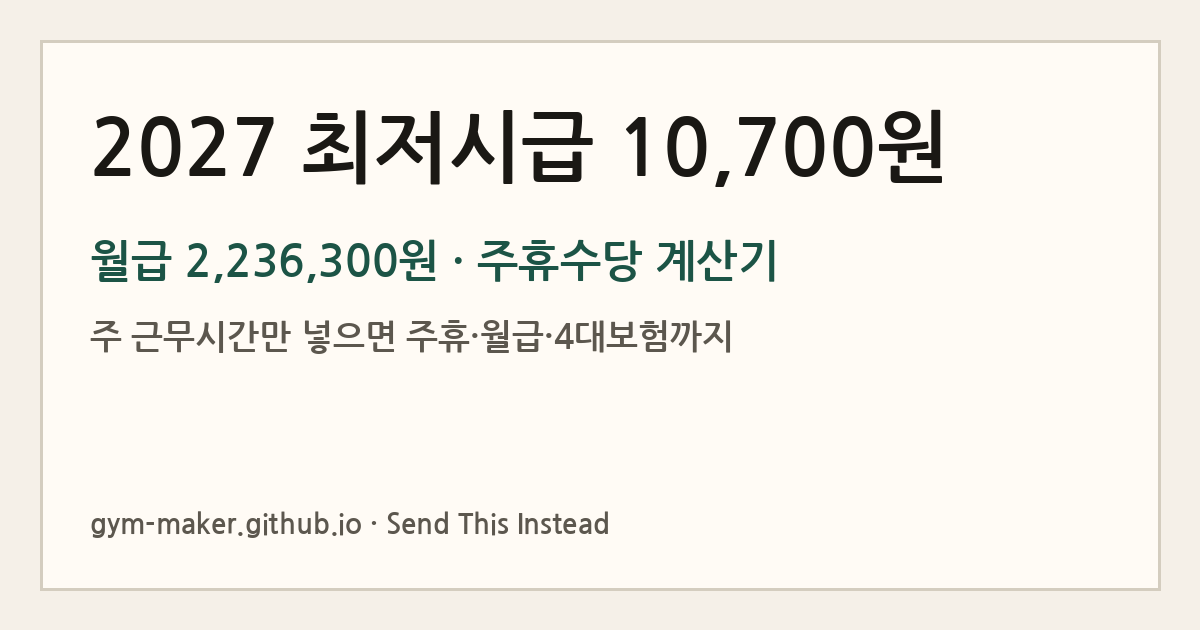 2027 최저시급 10,700원
월급 2,236,300원 · 주휴수당 계산기
주 근무시간만 넣으면 주휴·월급·4대보험까지
gym-maker.github.io · Send This Instead